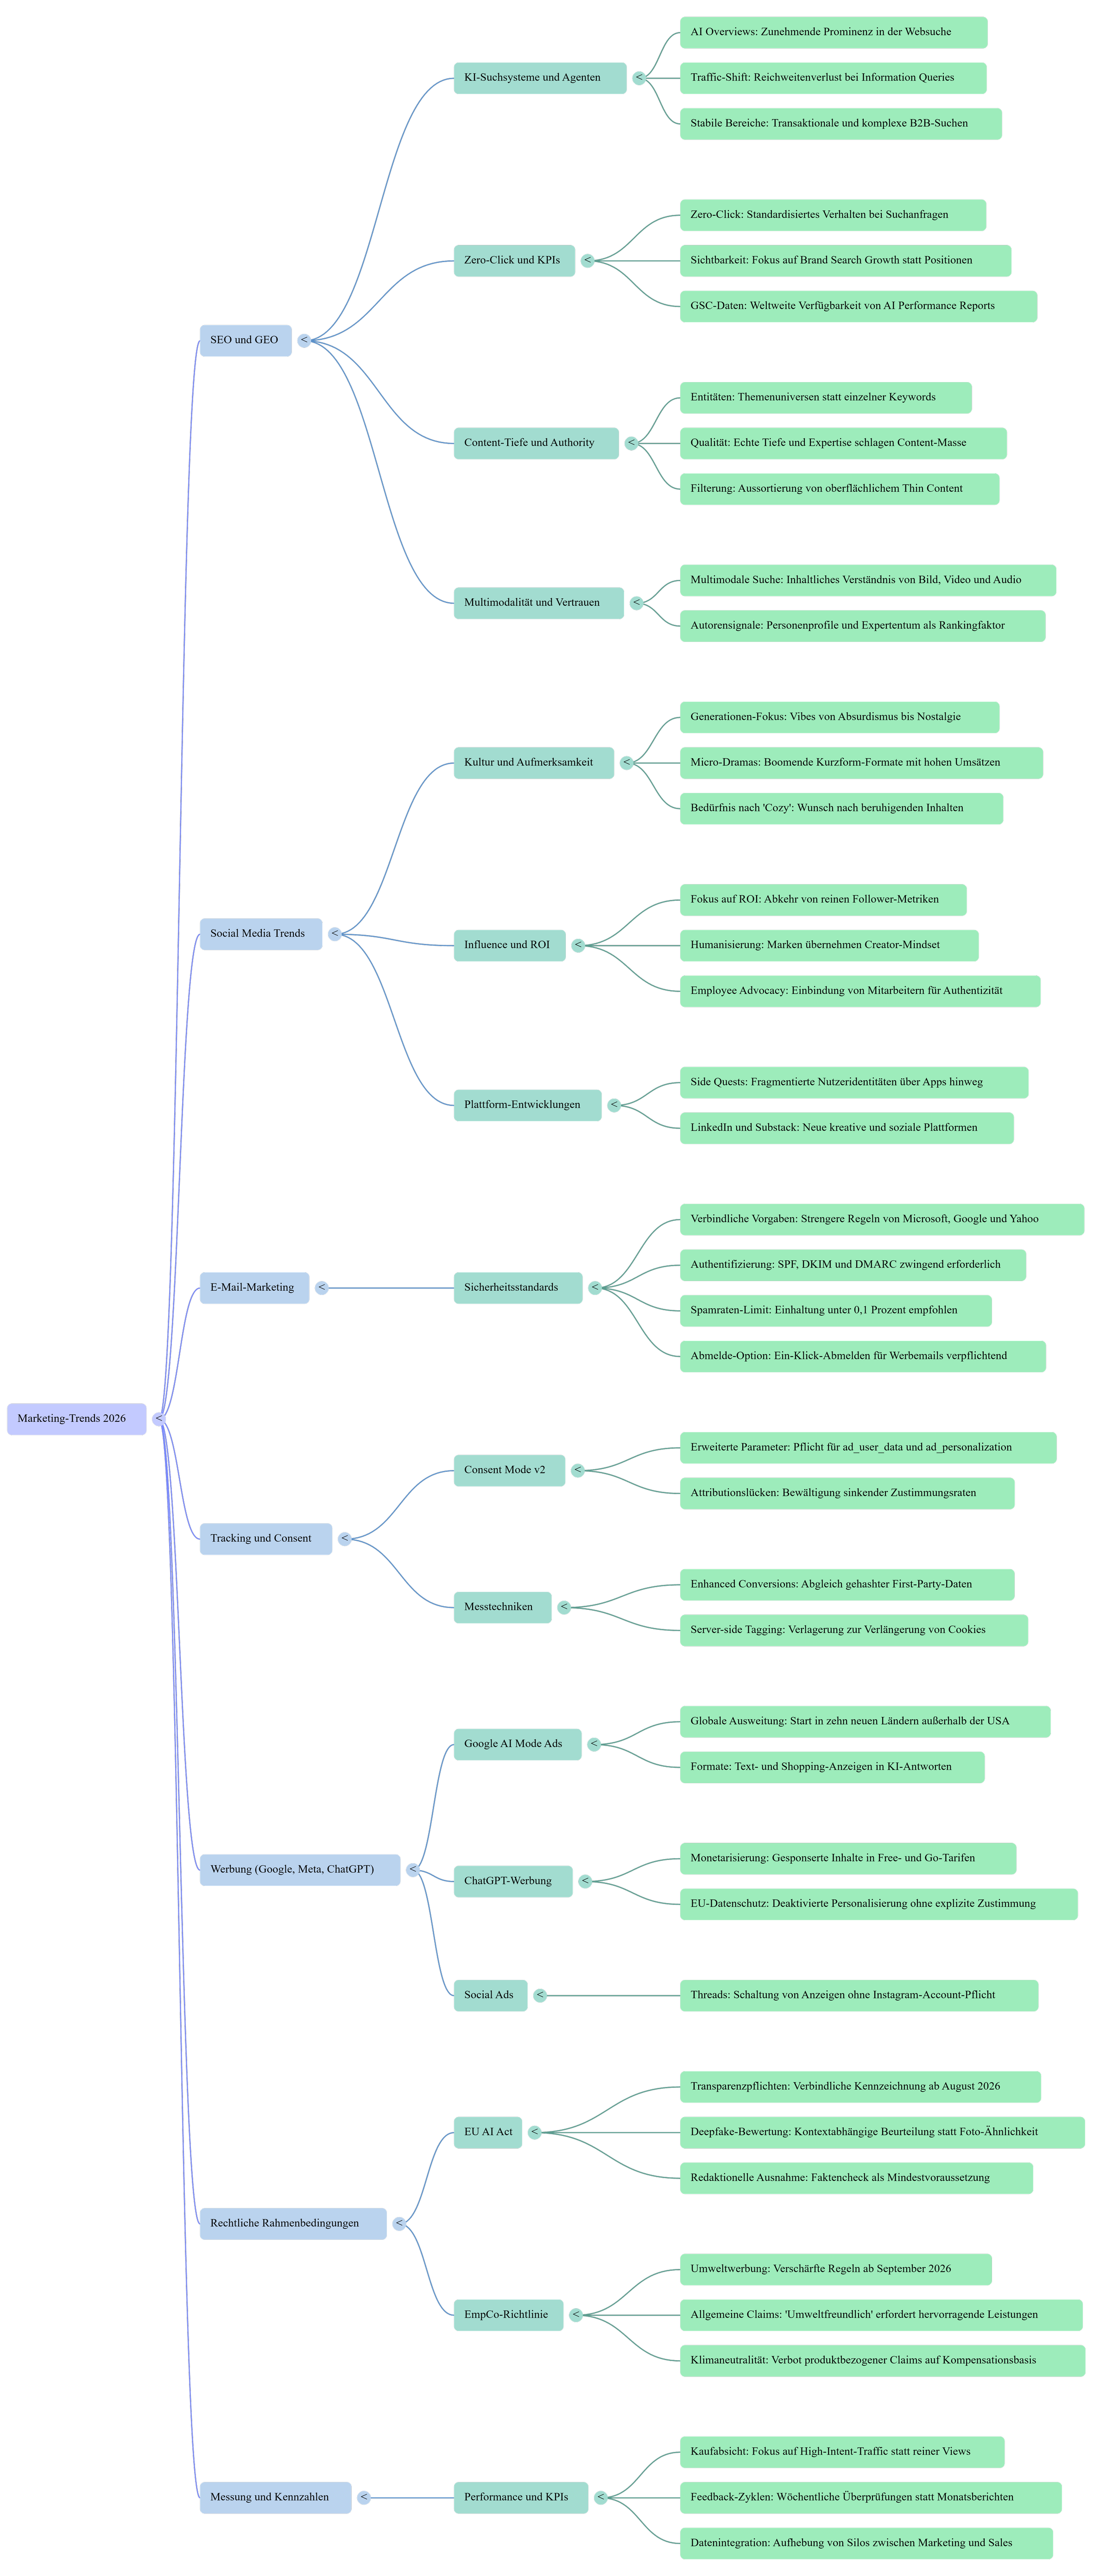 Marketing-Trends 2026
SEO und GEO
KI-Suchsysteme und Agenten
AI Overviews: Zunehmende Prominenz in der Websuche
Traffic-Shift: Reichweitenverlust bei Information Queries
Stabile Bereiche: Transaktionale und komplexe B2B-Suchen
Zero-Click und KPIs
Zero-Click: Standardisiertes Verhalten bei Suchanfragen
Sichtbarkeit: Fokus auf Brand Search Growth statt Positionen
GSC-Daten: Weltweite Verfügbarkeit von AI Performance Reports
Content-Tiefe und Authority
Entitäten: Themenuniversen statt einzelner Keywords
Qualität: Echte Tiefe und Expertise schlagen Content-Masse
Filterung: Aussortierung von oberflächlichem Thin Content
Multimodalität und Vertrauen
Multimodale Suche: Inhaltliches Verständnis von Bild, Video und Audio
Autorensignale: Personenprofile und Expertentum als Rankingfaktor
Social Media Trends
Kultur und Aufmerksamkeit
Generationen-Fokus: Vibes von Absurdismus bis Nostalgie
Micro-Dramas: Boomende Kurzform-Formate mit hohen Umsätzen
Bedürfnis nach 'Cozy': Wunsch nach beruhigenden Inhalten
Influence und ROI
Fokus auf ROI: Abkehr von reinen Follower-Metriken
Humanisierung: Marken übernehmen Creator-Mindset
Employee Advocacy: Einbindung von Mitarbeitern für Authentizität
Plattform-Entwicklungen
Side Quests: Fragmentierte Nutzeridentitäten über Apps hinweg
LinkedIn und Substack: Neue kreative und soziale Plattformen
E-Mail-Marketing
Sicherheitsstandards
Verbindliche Vorgaben: Strengere Regeln von Microsoft, Google und Yahoo
Authentifizierung: SPF, DKIM und DMARC zwingend erforderlich
Spamraten-Limit: Einhaltung unter 0,1 Prozent empfohlen
Abmelde-Option: Ein-Klick-Abmelden für Werbemails verpflichtend
Tracking und Consent
Consent Mode v2
Erweiterte Parameter: Pflicht für ad_user_data und ad_personalization
Attributionslücken: Bewältigung sinkender Zustimmungsraten
Messtechniken
Enhanced Conversions: Abgleich gehashter First-Party-Daten
Server-side Tagging: Verlagerung zur Verlängerung von Cookies
Werbung (Google, Meta, ChatGPT)
Google AI Mode Ads
Globale Ausweitung: Start in zehn neuen Ländern außerhalb der USA
Formate: Text- und Shopping-Anzeigen in KI-Antworten
ChatGPT-Werbung
Monetarisierung: Gesponserte Inhalte in Free- und Go-Tarifen
EU-Datenschutz: Deaktivierte Personalisierung ohne explizite Zustimmung
Social Ads
Threads: Schaltung von Anzeigen ohne Instagram-Account-Pflicht
Rechtliche Rahmenbedingungen
EU AI Act
Transparenzpflichten: Verbindliche Kennzeichnung ab August 2026
Deepfake-Bewertung: Kontextabhängige Beurteilung statt Foto-Ähnlichkeit
Redaktionelle Ausnahme: Faktencheck als Mindestvoraussetzung
EmpCo-Richtlinie
Umweltwerbung: Verschärfte Regeln ab September 2026
Allgemeine Claims: 'Umweltfreundlich' erfordert hervorragende Leistungen
Klimaneutralität: Verbot produktbezogener Claims auf Kompensationsbasis
Messung und Kennzahlen
Performance und KPIs
Kaufabsicht: Fokus auf High-Intent-Traffic statt reiner Views
Feedback-Zyklen: Wöchentliche Überprüfungen statt Monatsberichten
Datenintegration: Aufhebung von Silos zwischen Marketing und Sales